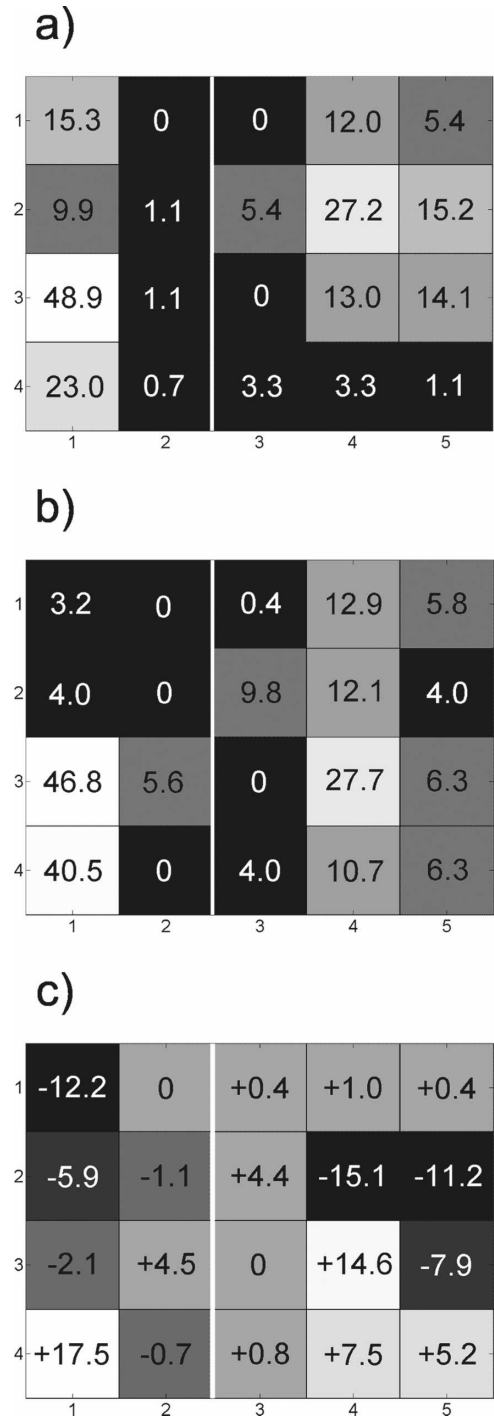 a)
1 15.3 0 0 12.0 5.4
2 9.9 1.1 5.4 27.2 15.2
3 48.9 1.1 0 13.0 14.1
4 23.0 0.7 3.3 3.3 1.1
1 2 3 4 5
b)
1 3.2 0 0.4 12.9 5.8
2 4.0 0 9.8 12.1 4.0
3 46.8 5.6 0 27.7 6.3
4 40.5 0 4.0 10.7 6.3
1 2 3 4 5
c)
1 -12.2 0 +0.4 +1.0 +0.4
2 -5.9 -1.1 +4.4 -15.1 -11.2
3 -2.1 +4.5 0 +14.6 -7.9
4 +17.5 -0.7 +0.8 +7.5 +5.2
1 2 3 4 5